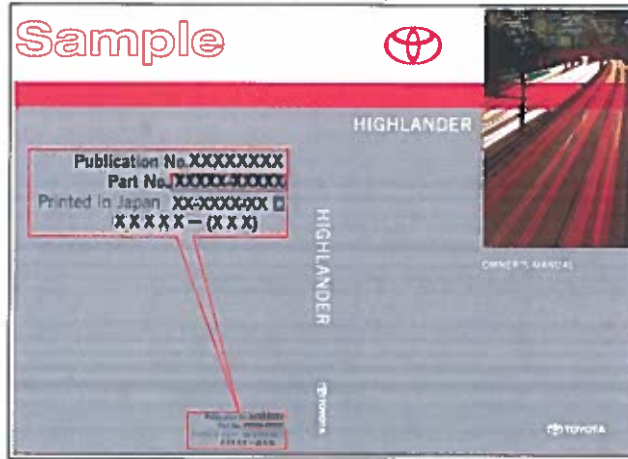 Sample
HIGHLANDER
Publication No. XXXXXXXX
Part No. XXXXX-XXXXX
Printed in Japan XX-XXXX-XX
XXXXX－(XXX)
HIGHLANDER
TOYOTA
OWNER'S MANUAL
TOYOTA